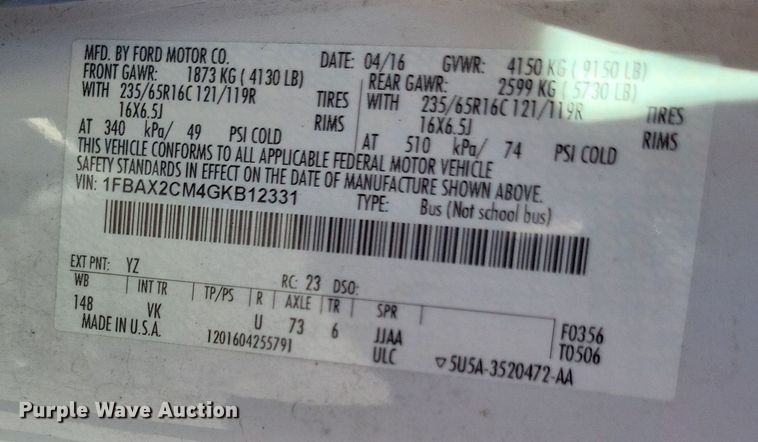 MFD. BY FORD MOTOR CO. DATE: 04/16 GVWR: 4150 KG ( 9150 LB)
FRONT GAWR: 1873 KG ( 4130 LB) REAR GAWR: 2599 KG ( 5730 LB)
WITH 235/65R16C 121/119R TIRES WITH 235/65R16C 121/119R TIRES
16X6.5J RIMS 16X6.5J RIMS
AT 340 kPa/ 49 PSI COLD AT 510 kPa/ 74 PSI COLD
THIS VEHICLE CONFORMS TO ALL APPLICABLE FEDERAL MOTOR VEHICLE
SAFETY STANDARDS IN EFFECT ON THE DATE OF MANUFACTURE SHOWN ABOVE.
VIN: 1FBAX2CM4GKB12331 TYPE: Bus (Not school bus)
EXT PNT: YZ RC: 23 DSO:
WB INT TR TP/PS R AXLE TR SPR
148 VK U 73 6 JJAA F0356
MADE IN U.S.A. 1201604255791 ULC T0506
5U5A-3520472-AA
Purple Wave Auction